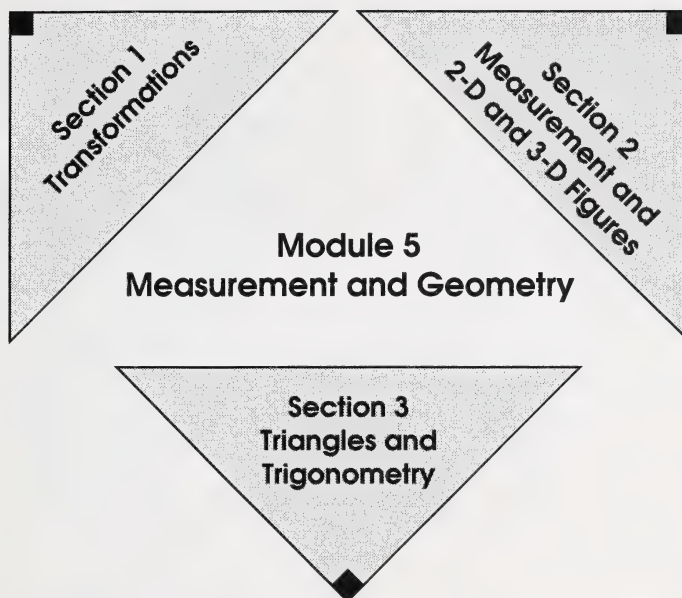 Section 1
Transformations
Section 2
Measurement and
2-D and 3-D Figures
Module 5
Measurement and Geometry
Section 3
Triangles and
Trigonometry